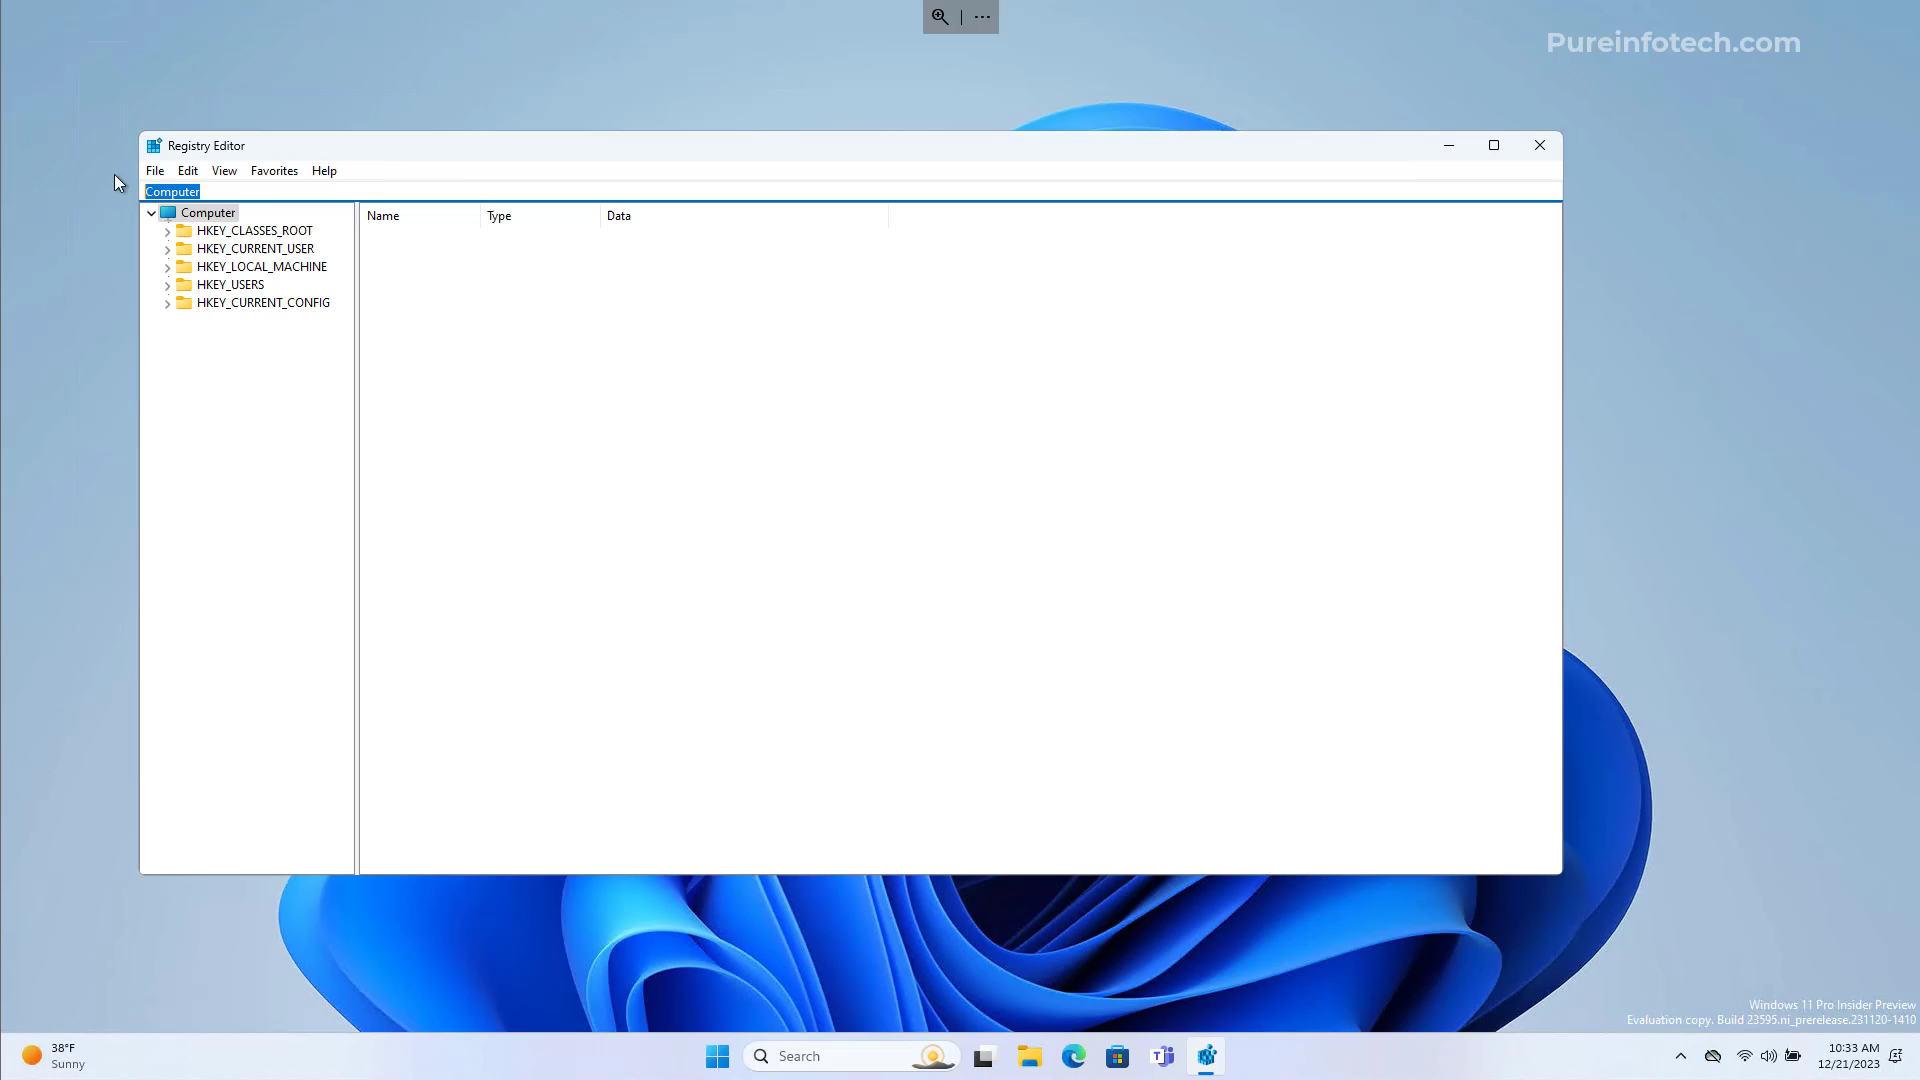 Pureinfotech.com
Registry Editor
File Edit View Favorites Help
Computer
Computer
HKEY_CLASSES_ROOT
HKEY_CURRENT_USER
HKEY_LOCAL_MACHINE
HKEY_USERS
HKEY_CURRENT_CONFIG
Name Type Data
Windows 11 Pro Insider Preview
Evaluation copy. Build 23595.ni_prerelease.231120-1410
38°F
Sunny
Search
10:33 AM
12/21/2023